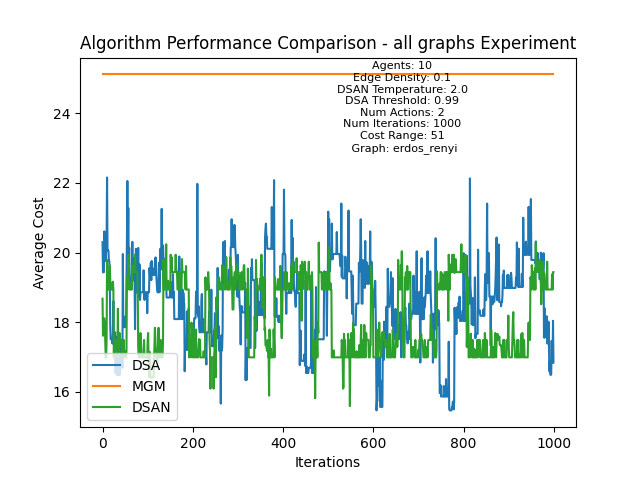 Algorithm Performance Comparison - all graphs Experiment
Agents: 10
Edge Density: 0.1
DSAN Temperature: 2.0
DSA Threshold: 0.99
Num Actions: 2
Num Iterations: 1000
Cost Range: 51
Graph: erdos_renyi
Average Cost
24
22
20
18
16
DSA
MGM
DSAN
0 200 400 600 800 1000
Iterations